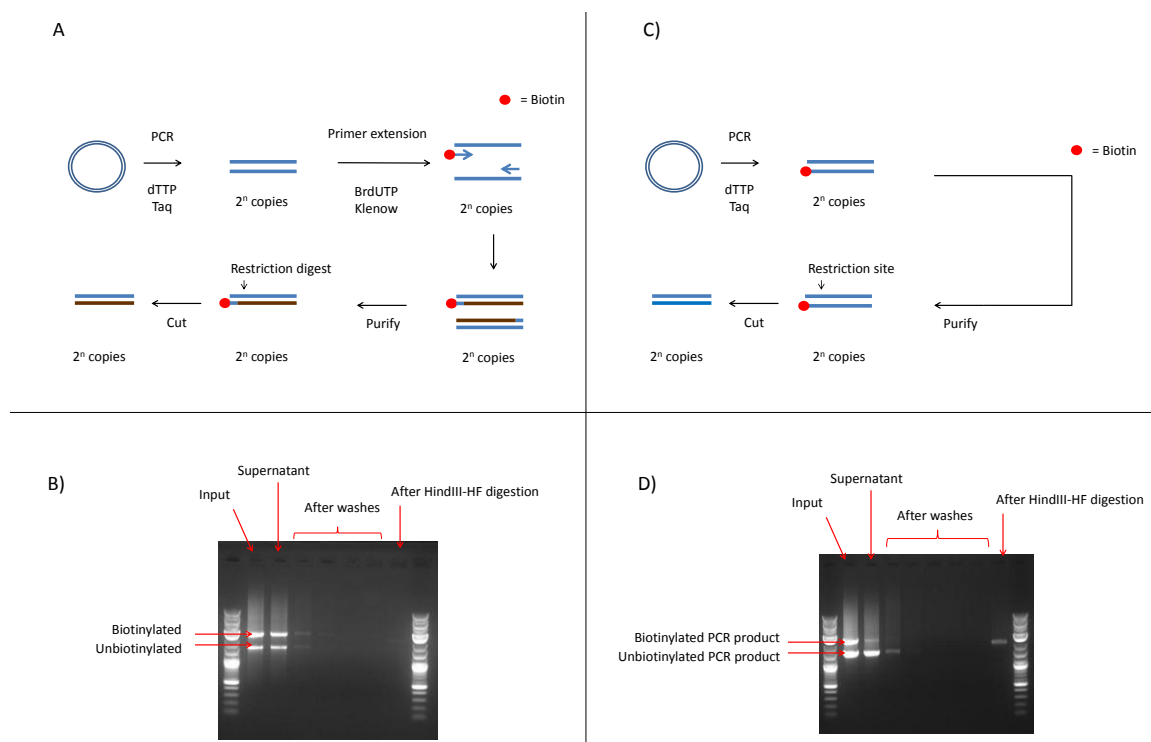 A
= Biotin
PCR
Primer extension
dTTP
Taq
2ⁿ copies
BrdUTP
Klenow
2ⁿ copies
Restriction digest
Cut
Purify
2ⁿ copies
2ⁿ copies
2ⁿ copies
C)
PCR
= Biotin
dTTP
Taq
2ⁿ copies
Restriction site
Cut
Purify
2ⁿ copies
2ⁿ copies
B)
Supernatant
Input
After washes
After HindIII-HF digestion
Biotinylated
Unbiotinylated
D)
Supernatant
Input
After washes
After HindIII-HF digestion
Biotinylated PCR product
Unbiotinylated PCR product